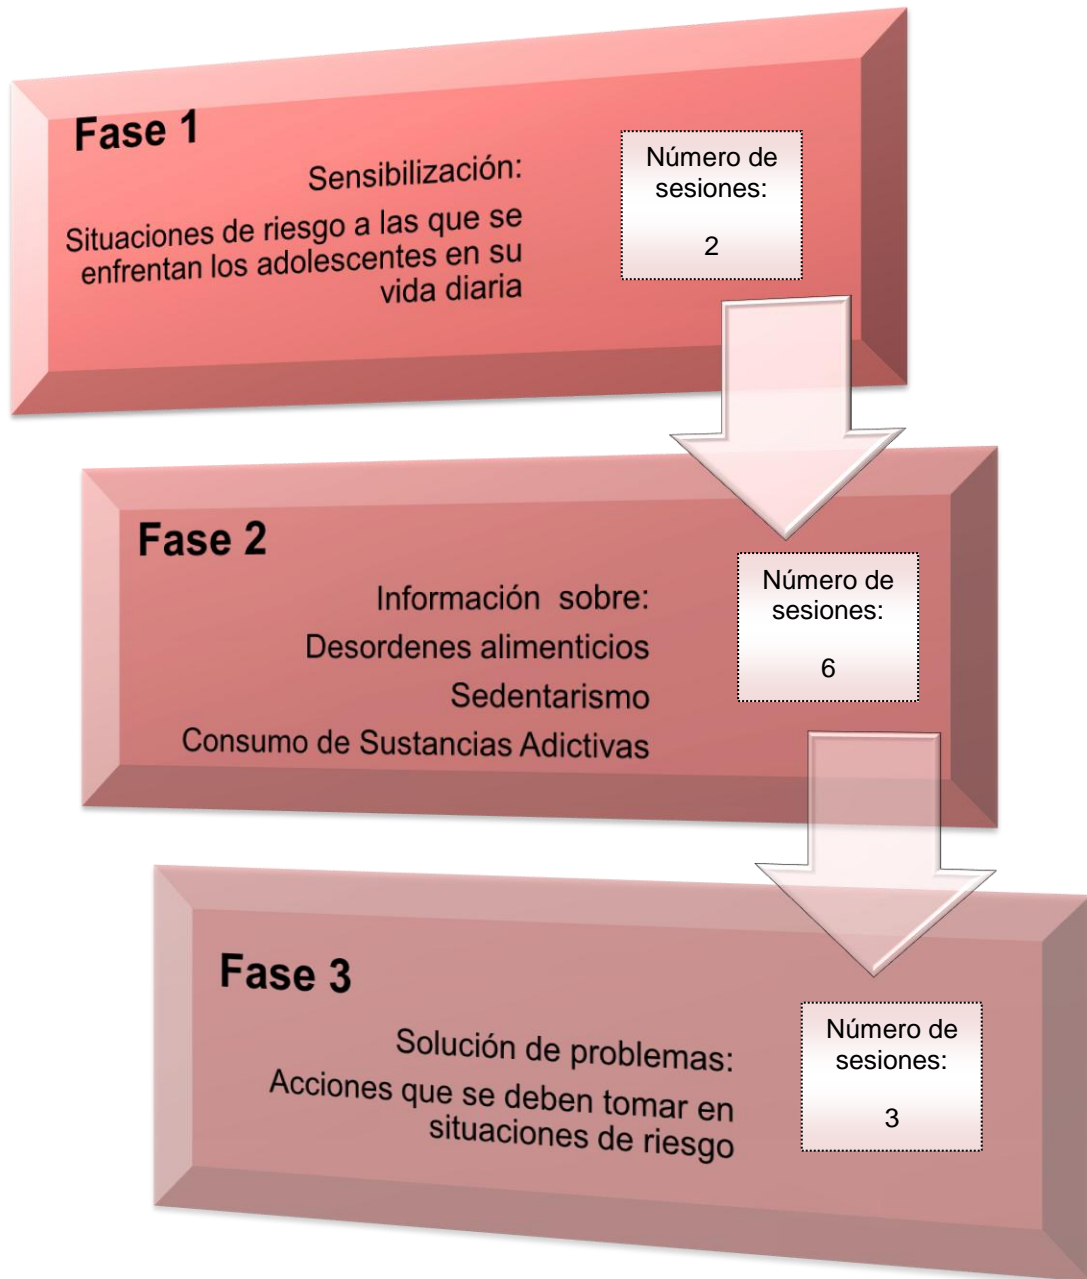 Fase 1
Sensibilización:
Situaciones de riesgo a las que se
enfrentan los adolescentes en su
vida diaria
Número de
sesiones:
2
Fase 2
Información sobre:
Desordenes alimenticios
Sedentarismo
Consumo de Sustancias Adictivas
Número de
sesiones:
6
Fase 3
Solución de problemas:
Acciones que se deben tomar en
situaciones de riesgo
Número de
sesiones:
3